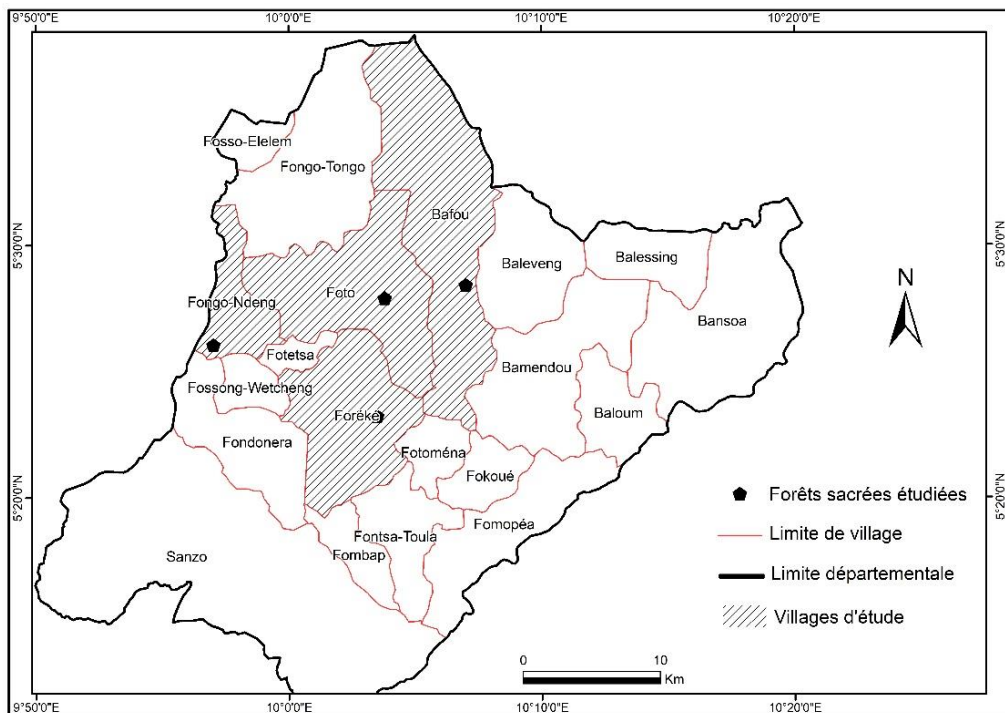 9°50'0"E
10°0'0"E
10°10'0"E
10°20'0"E
Fosso-Elelem
Fongo-Tongo
Bafou
5°30'0"N
5°30'0"N
Baleveng
Balessing
Fongo-Ndeng
Foto
Bansoa
N
Fotetsa
Bamendou
Fossong-Wetcheng
Foréké
Baloum
Fondonera
Fotoména
Fokoué
5°20'0"N
5°20'0"N
Forêts sacrées étudiées
Fomopéa
Fontsa-Toula
Limite de village
Fombap
Sanzo
Limite départementale
Villages d'étude
0
10
Km
9°50'0"E
10°0'0"E
10°10'0"E
10°20'0"E